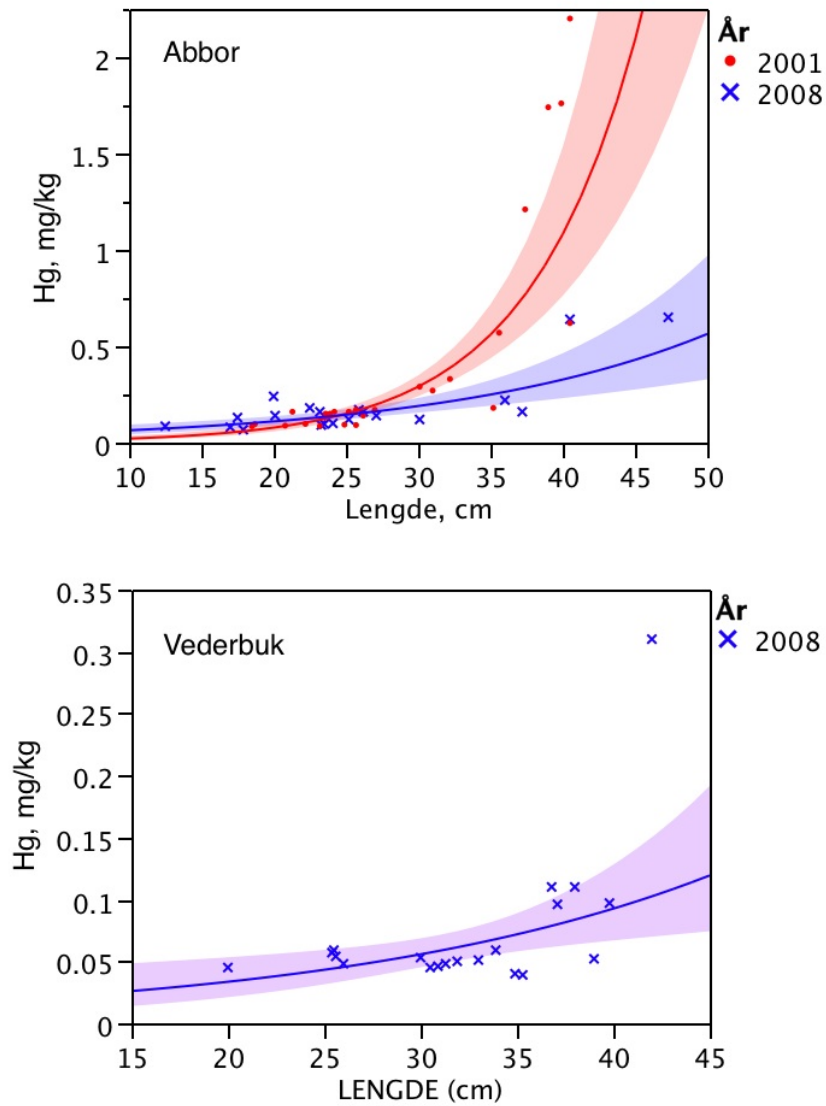 Abbor
År
2001
2008
2
1.5
1
0.5
0
Hg, mg/kg
10 15 20 25 30 35 40 45 50
Lengde, cm
0.35
0.3
0.25
0.2
0.15
0.1
0.05
0
Hg, mg/kg
Vederbuk
År
2008
15 20 25 30 35 40 45
LENGDE (cm)